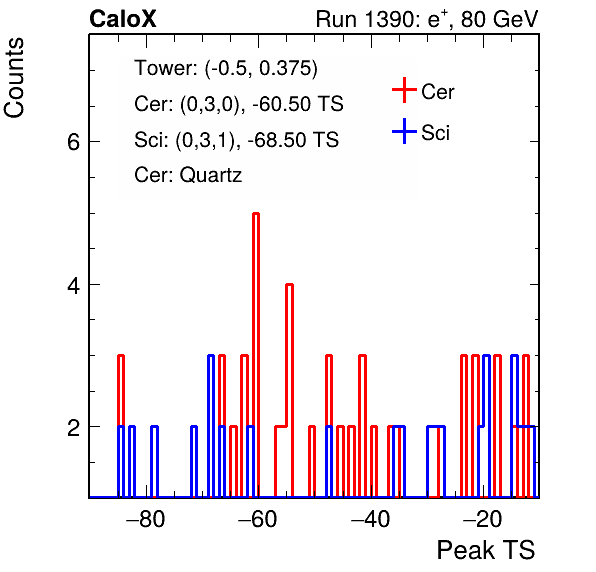 CaloX Run 1390: e+, 80 GeV
Counts
Tower: (-0.5, 0.375)
Cer: (0,3,0), -60.50 TS
Sci: (0,3,1), -68.50 TS
Cer: Quartz
Cer
Sci
6
4
2
−80 −60 −40 −20
Peak TS